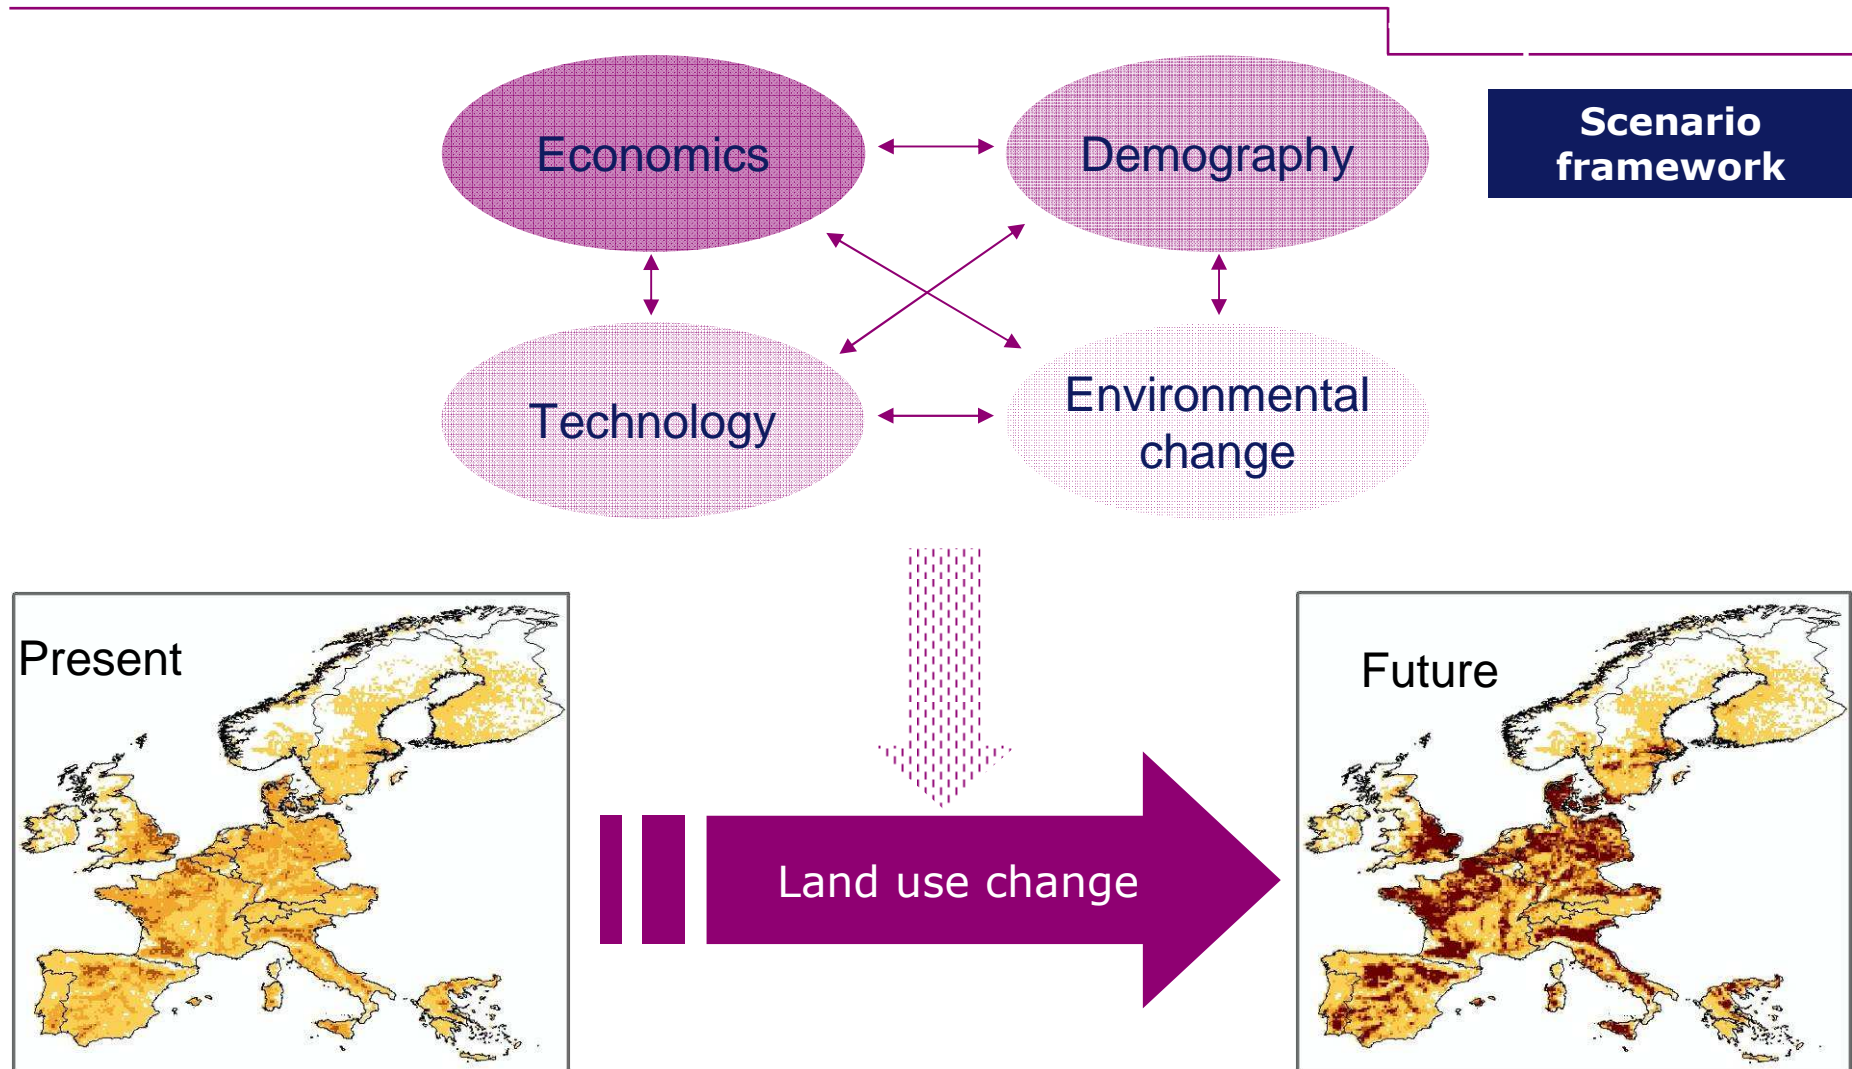 Scenario
framework
Economics
Demography
Technology
Environmental
change
Present
Future
Land use change